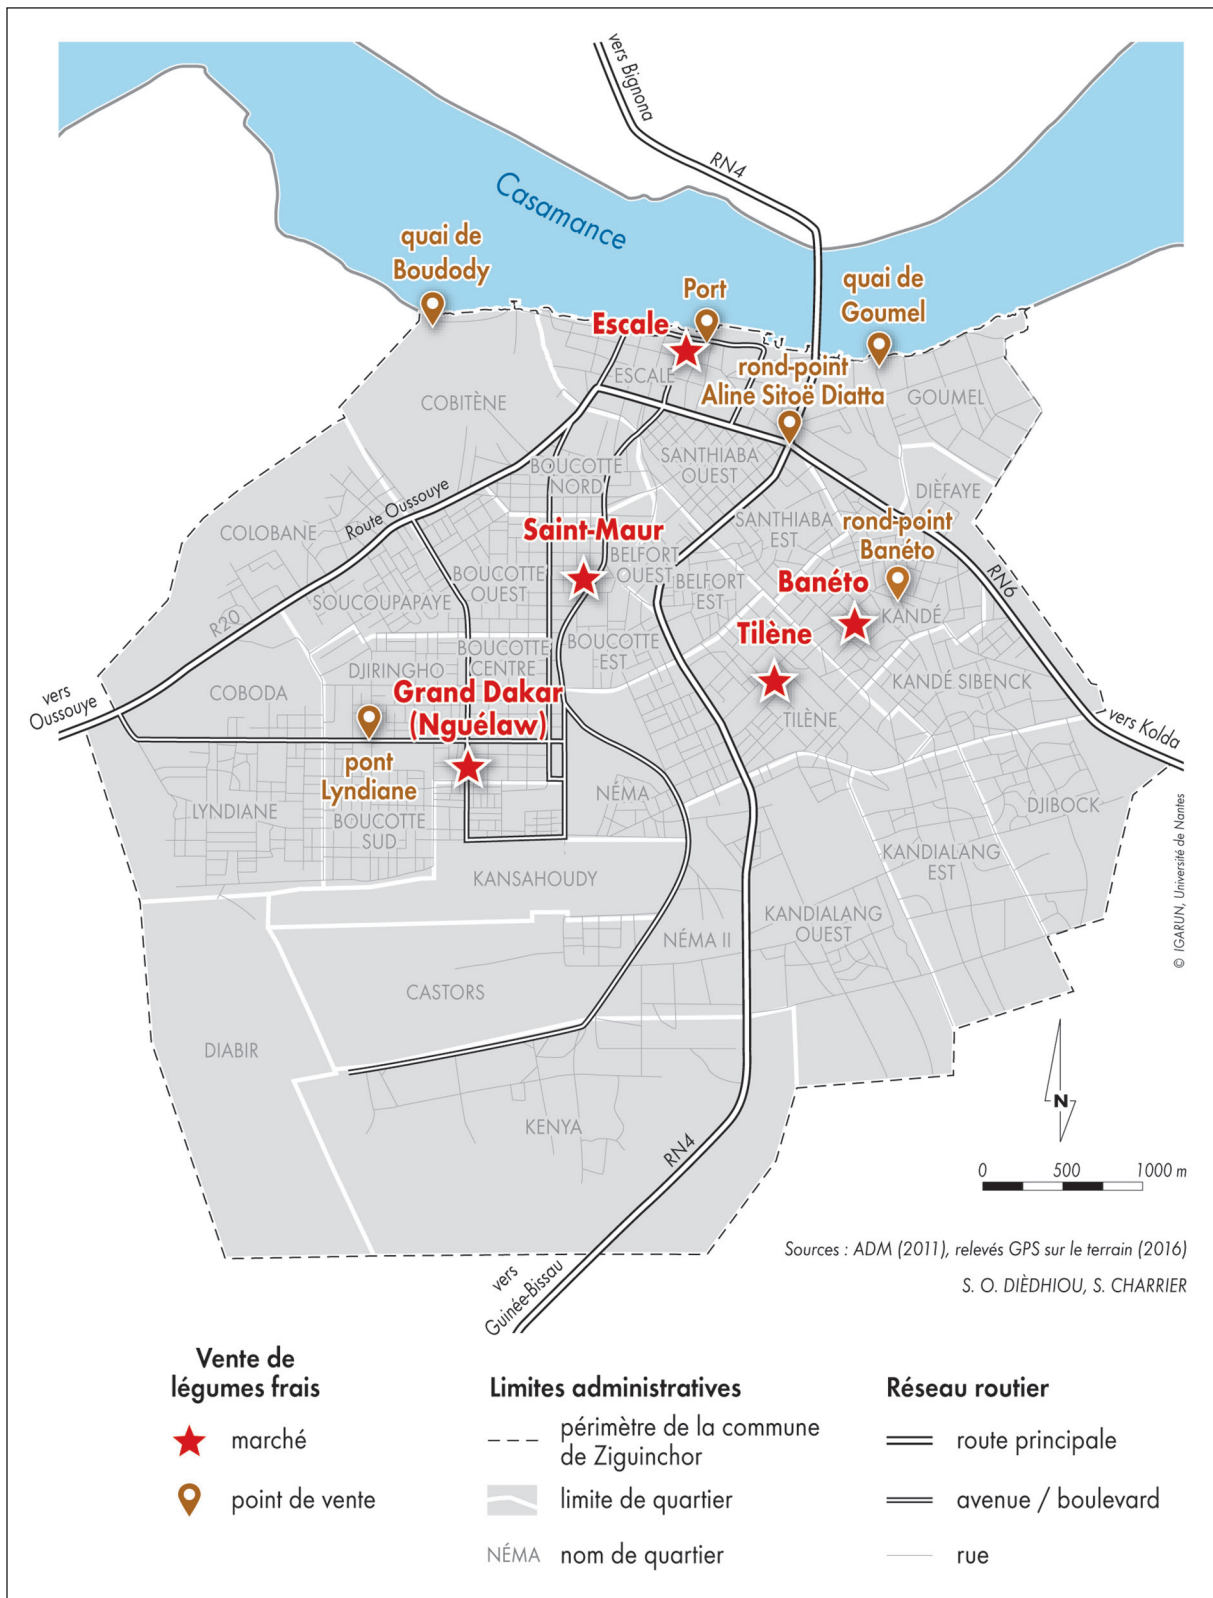 vers Bignona
RN4
Casamance
quai de
Boudody
Port
quai de
Goumel
Escale
rond-point
Aline Sitoë Diatta
ESCALE
GOUMEL
COBITÈNE
SANTHIABA
OUEST
BOUCOTTE
NORD
DIÈFAYE
Route Oussouye
COLOBANE
SANTHIABA
EST
rond-point
Banéto
Saint-Maur
BELFORT
OUEST
BELFORT
EST
BOUCOTTE
OUEST
Banéto
RN6
SOUCOUPAPAYE
R20
KANDÉ
Tilène
BOUCOTTE
CENTRE
BOUCOTTE
EST
DJIRINGHO
COBODA
KANDÉ SIBENCK
vers
Oussouye
Grand Dakar
(Nguélaw)
TILÈNE
vers Kolda
pont
Lyndiane
NÉMA
LYNDIANE
BOUCOTTE
SUD
DJIBOCK
KANDIALANG
EST
KANSAHOUDY
KANDIALANG
OUEST
NÉMA II
CASTORS
DIABIR
KENYA
RN4
vers
Guinée-Bissau
© IGARUN, Université de Nantes
N
0 500 1000 m
Sources : ADM (2011), relevés GPS sur le terrain (2016)
S. O. DIÈDHIOU, S. CHARRIER
Vente de
légumes frais
marché
point de vente
Limites administratives
périmètre de la commune
de Ziguinchor
limite de quartier
NÉMA nom de quartier
Réseau routier
route principale
avenue / boulevard
rue